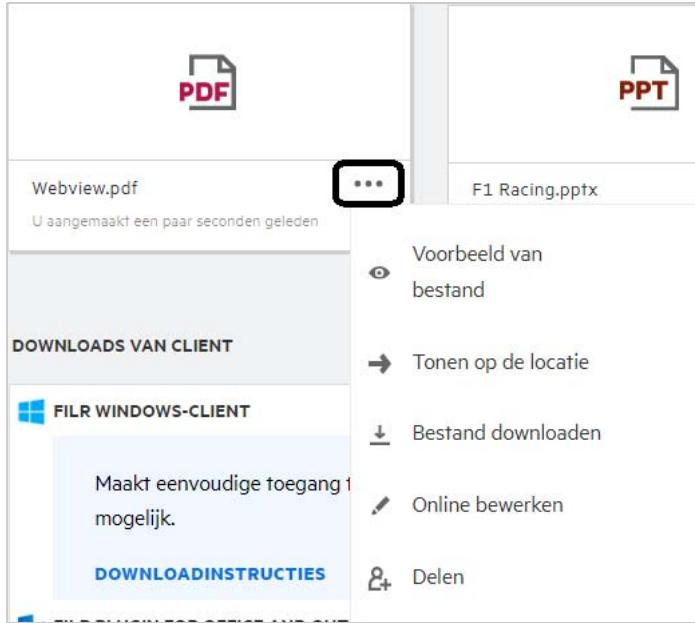 PDF
PPT
Webview.pdf
F1 Racing.pptx
U aangemaakt een paar seconden geleden
Voorbeeld van
bestand
DOWNLOADS VAN CLIENT
Tonen op de locatie
FILR WINDOWS-CLIENT
Bestand downloaden
Maakt eenvoudige toegang
mogelijk.
Online bewerken
DOWNLOADINSTRUCTIES
Delen